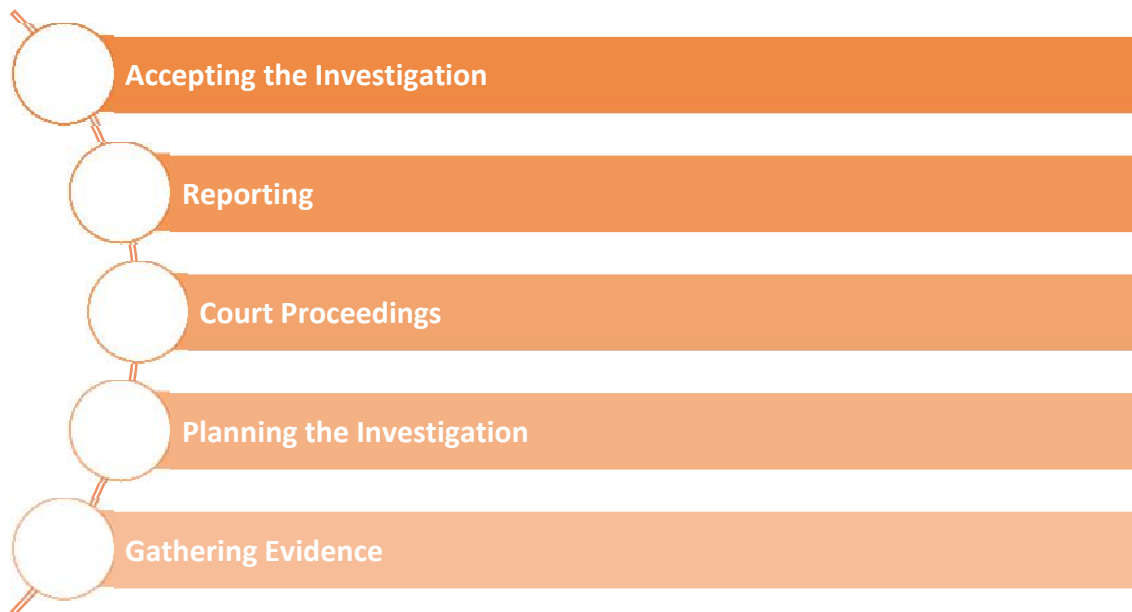 Accepting the Investigation
Reporting
Court Proceedings
Planning the Investigation
Gathering Evidence